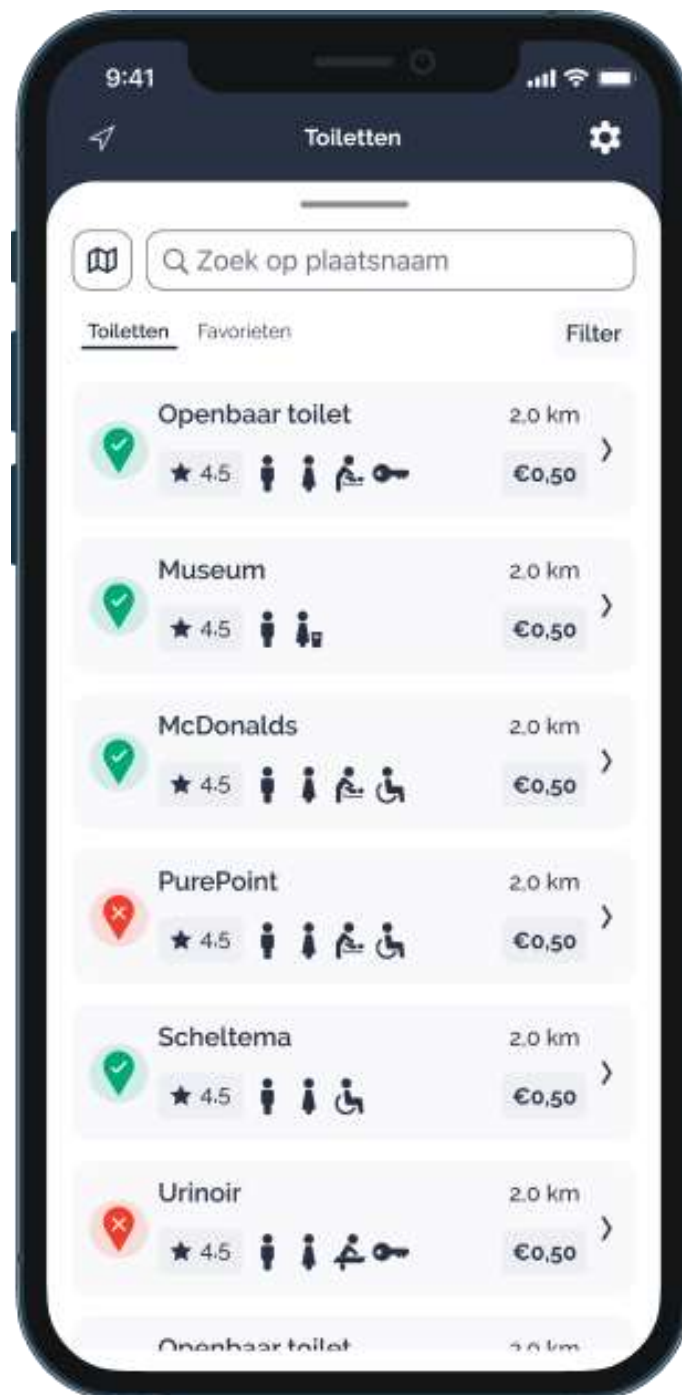 9:41
Toiletten
Zoek op plaatsnaam
Toiletten Favorieten Filter
Openbaar toilet 2,0 km
4.5 €0,50
Museum 2,0 km
4.5 €0,50
McDonalds 2,0 km
4.5 €0,50
PurePoint 2,0 km
4.5 €0,50
Scheltema 2,0 km
4.5 €0,50
Urinoir 2,0 km
4.5 €0,50
Openbaar toilet 2,0 km